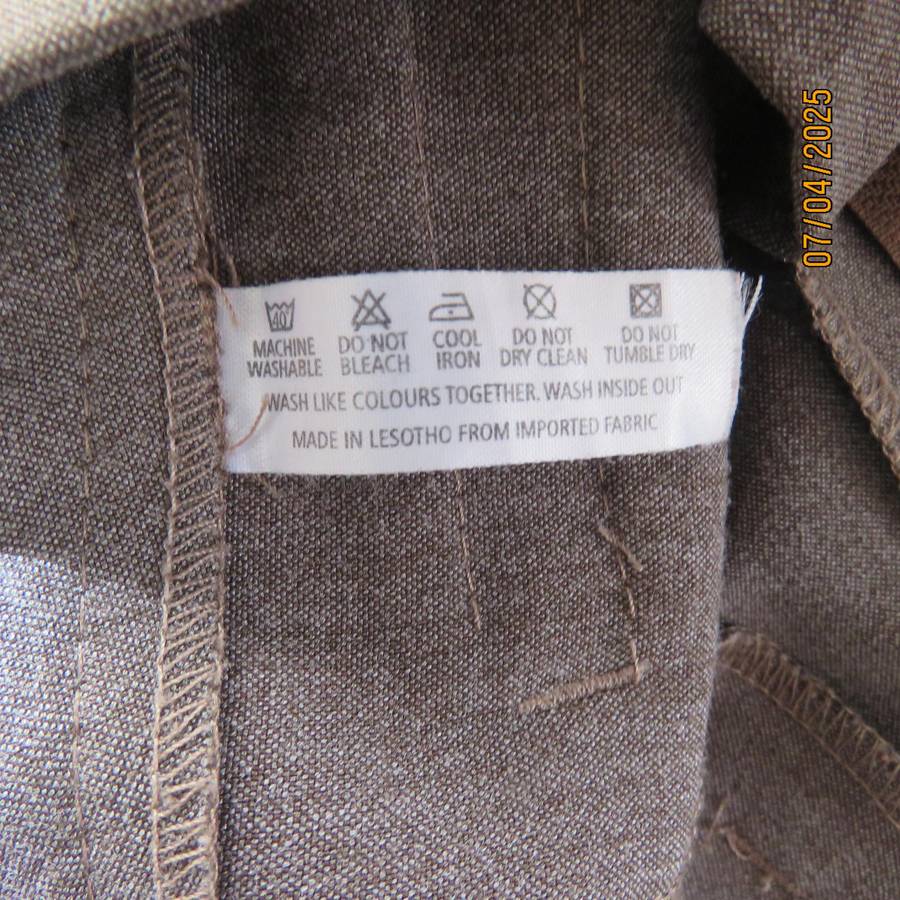 40
MACHINE WASHABLE
DO NOT BLEACH
COOL IRON
DO NOT DRY CLEAN
DO NOT TUMBLE DRY
WASH LIKE COLOURS TOGETHER. WASH INSIDE OUT
MADE IN LESOTHO FROM IMPORTED FABRIC
07/04/2025